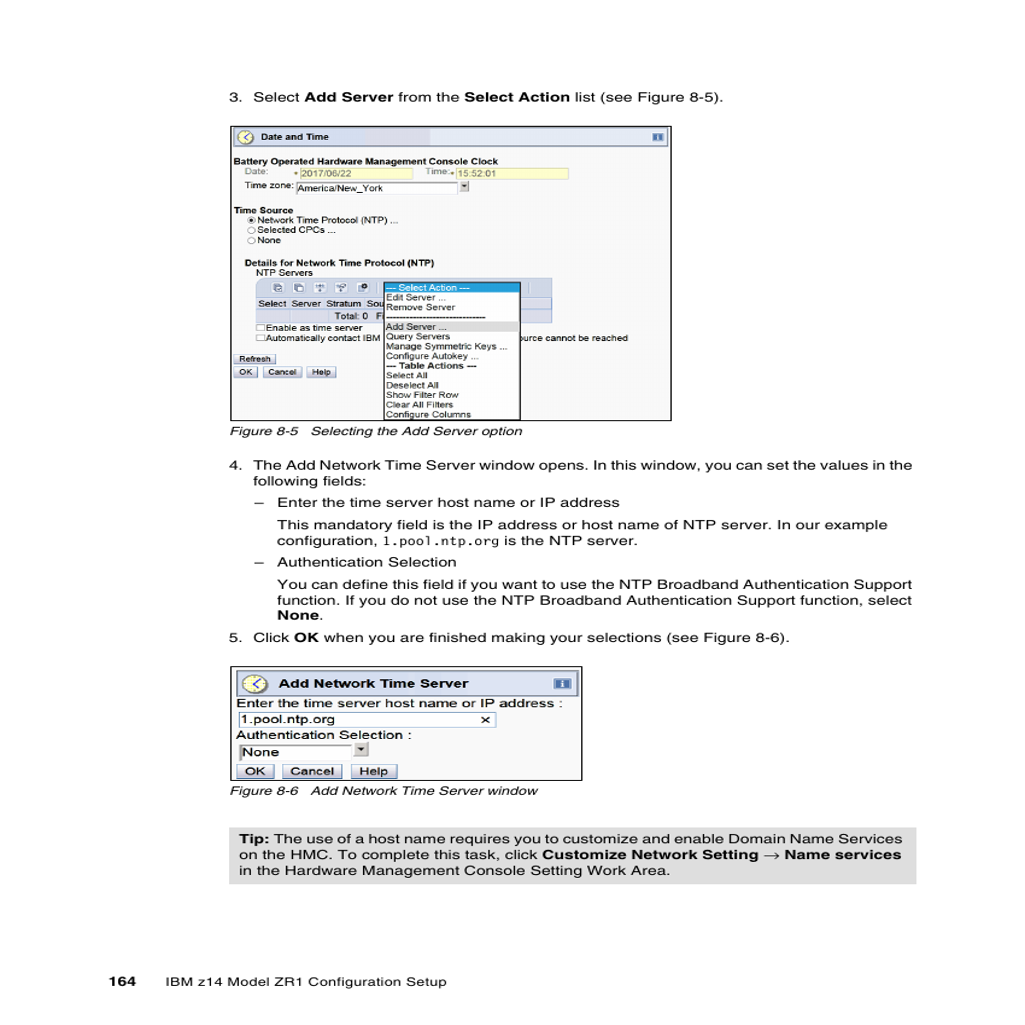 3. Select Add Server from the Select Action list (see Figure 8-5).
Date and Time
Battery Operated Hardware Management Console Clock
Date: * 2017/06/22 Time: * 15:52:01
Time zone: America/New_York
Time Source
Network Time Protocol (NTP) ...
Selected CPCs ...
None
Details for Network Time Protocol (NTP)
NTP Servers
--- Select Action ---
Edit Server ...
Select Server Stratum Sou
Remove Server
Total: 0 Fi
------------------------------
Enable as time server
Add Server ...
Automatically contact IBM
Query Servers
ource cannot be reached
Manage Symmetric Keys ...
Configure Autokey ...
Refresh
--- Table Actions ---
OK Cancel Help
Select All
Deselect All
Show Filter Row
Clear All Filters
Configure Columns
Figure 8-5 Selecting the Add Server option
4. The Add Network Time Server window opens. In this window, you can set the values in the
following fields:
– Enter the time server host name or IP address
This mandatory field is the IP address or host name of NTP server. In our example
configuration, 1.pool.ntp.org is the NTP server.
– Authentication Selection
You can define this field if you want to use the NTP Broadband Authentication Support
function. If you do not use the NTP Broadband Authentication Support function, select
None.
5. Click OK when you are finished making your selections (see Figure 8-6).
Add Network Time Server
Enter the time server host name or IP address :
1.pool.ntp.org ×
Authentication Selection :
None
OK Cancel Help
Figure 8-6 Add Network Time Server window
Tip: The use of a host name requires you to customize and enable Domain Name Services
on the HMC. To complete this task, click Customize Network Setting → Name services
in the Hardware Management Console Setting Work Area.
164 IBM z14 Model ZR1 Configuration Setup